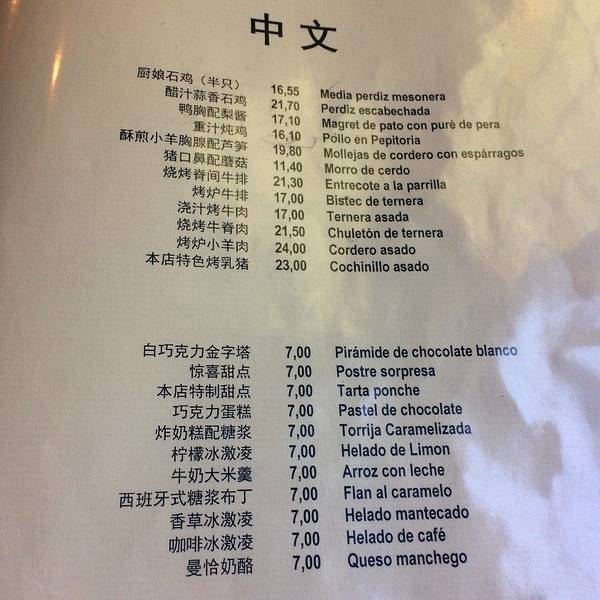 中文
厨娘石鸡（半只） 16,55 Media perdiz mesonera
醋汁蒜香石鸡 21,70 Perdiz escabechada
鸭胸配梨酱 17,10 Magret de pato con puré de pera
重汁炖鸡 16,10 Pollo en Pepitoria
酥煎小羊胸腺配芦笋 19,80 Mollejas de cordero con espárragos
猪口鼻配蘑菇 11,40 Morro de cerdo
烧烤脊间牛排 21,30 Entrecote a la parrilla
烤炉牛排 17,00 Bistec de ternera
浇汁烤牛肉 17,00 Ternera asada
烧烤牛脊肉 21,50 Chuletón de ternera
烤炉小羊肉 24,00 Cordero asado
本店特色烤乳猪 23,00 Cochinillo asado
白巧克力金字塔 7,00 Pirámide de chocolate blanco
惊喜甜点 7,00 Postre sorpresa
本店特制甜点 7,00 Tarta ponche
巧克力蛋糕 7,00 Pastel de chocolate
炸奶糕配糖浆 7,00 Torrija Caramelizada
柠檬冰激凌 7,00 Helado de Limon
牛奶大米羹 7,00 Arroz con leche
西班牙式糖浆布丁 7,00 Flan al caramelo
香草冰激凌 7,00 Helado mantecado
咖啡冰激凌 7,00 Helado de café
曼恰奶酪 7,00 Queso manchego